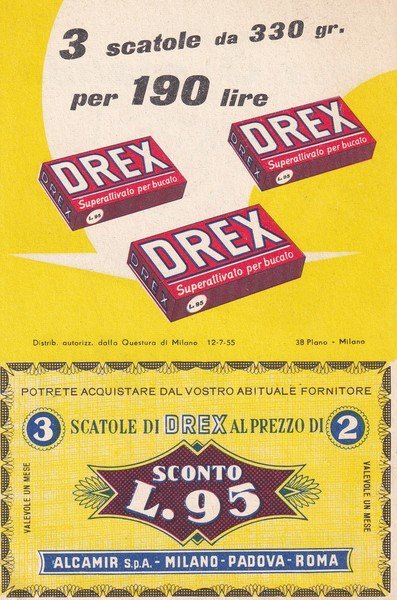 3 scatole da 330 gr.
per 190 lire
DREX
DREX
Superattivato per bucato
L. 95
DREX
DREX
Superattivato per bucato
L. 95
DREX
DREX
Superattivato per bucato
L. 95
Distrib. autorizz. dalla Questura di Milano 12-7-55
38 Plano - Milano
POTRETE ACQUISTARE DAL VOSTRO ABITUALE FORNITORE
3 SCATOLE DI DREX AL PREZZO DI 2
SCONTO
L. 95
VALEVOLE UN MESE
VALEVOLE UN MESE
ALCAMIR S.p.A. - MILANO - PADOVA - ROMA